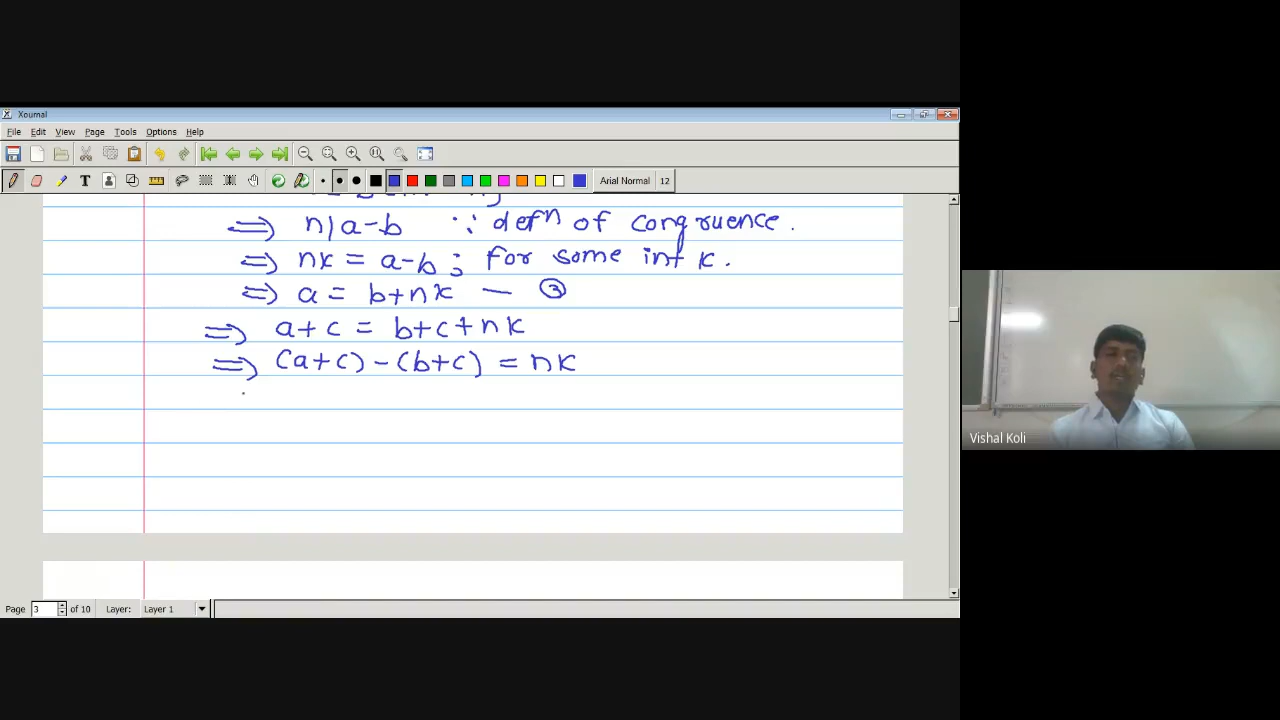 Xournal
File Edit View Page Tools Options Help
Arial Normal 12
⟹ n | a-b ∵ defⁿ of congruence.
⟹ nk = a-b ; for some int k.
⟹ a = b+nk — ③
⟹ a+c = b+c+nk
⟹ (a+c) - (b+c) = nk
Vishal Koli
Page 3 of 10 Layer: Layer 1